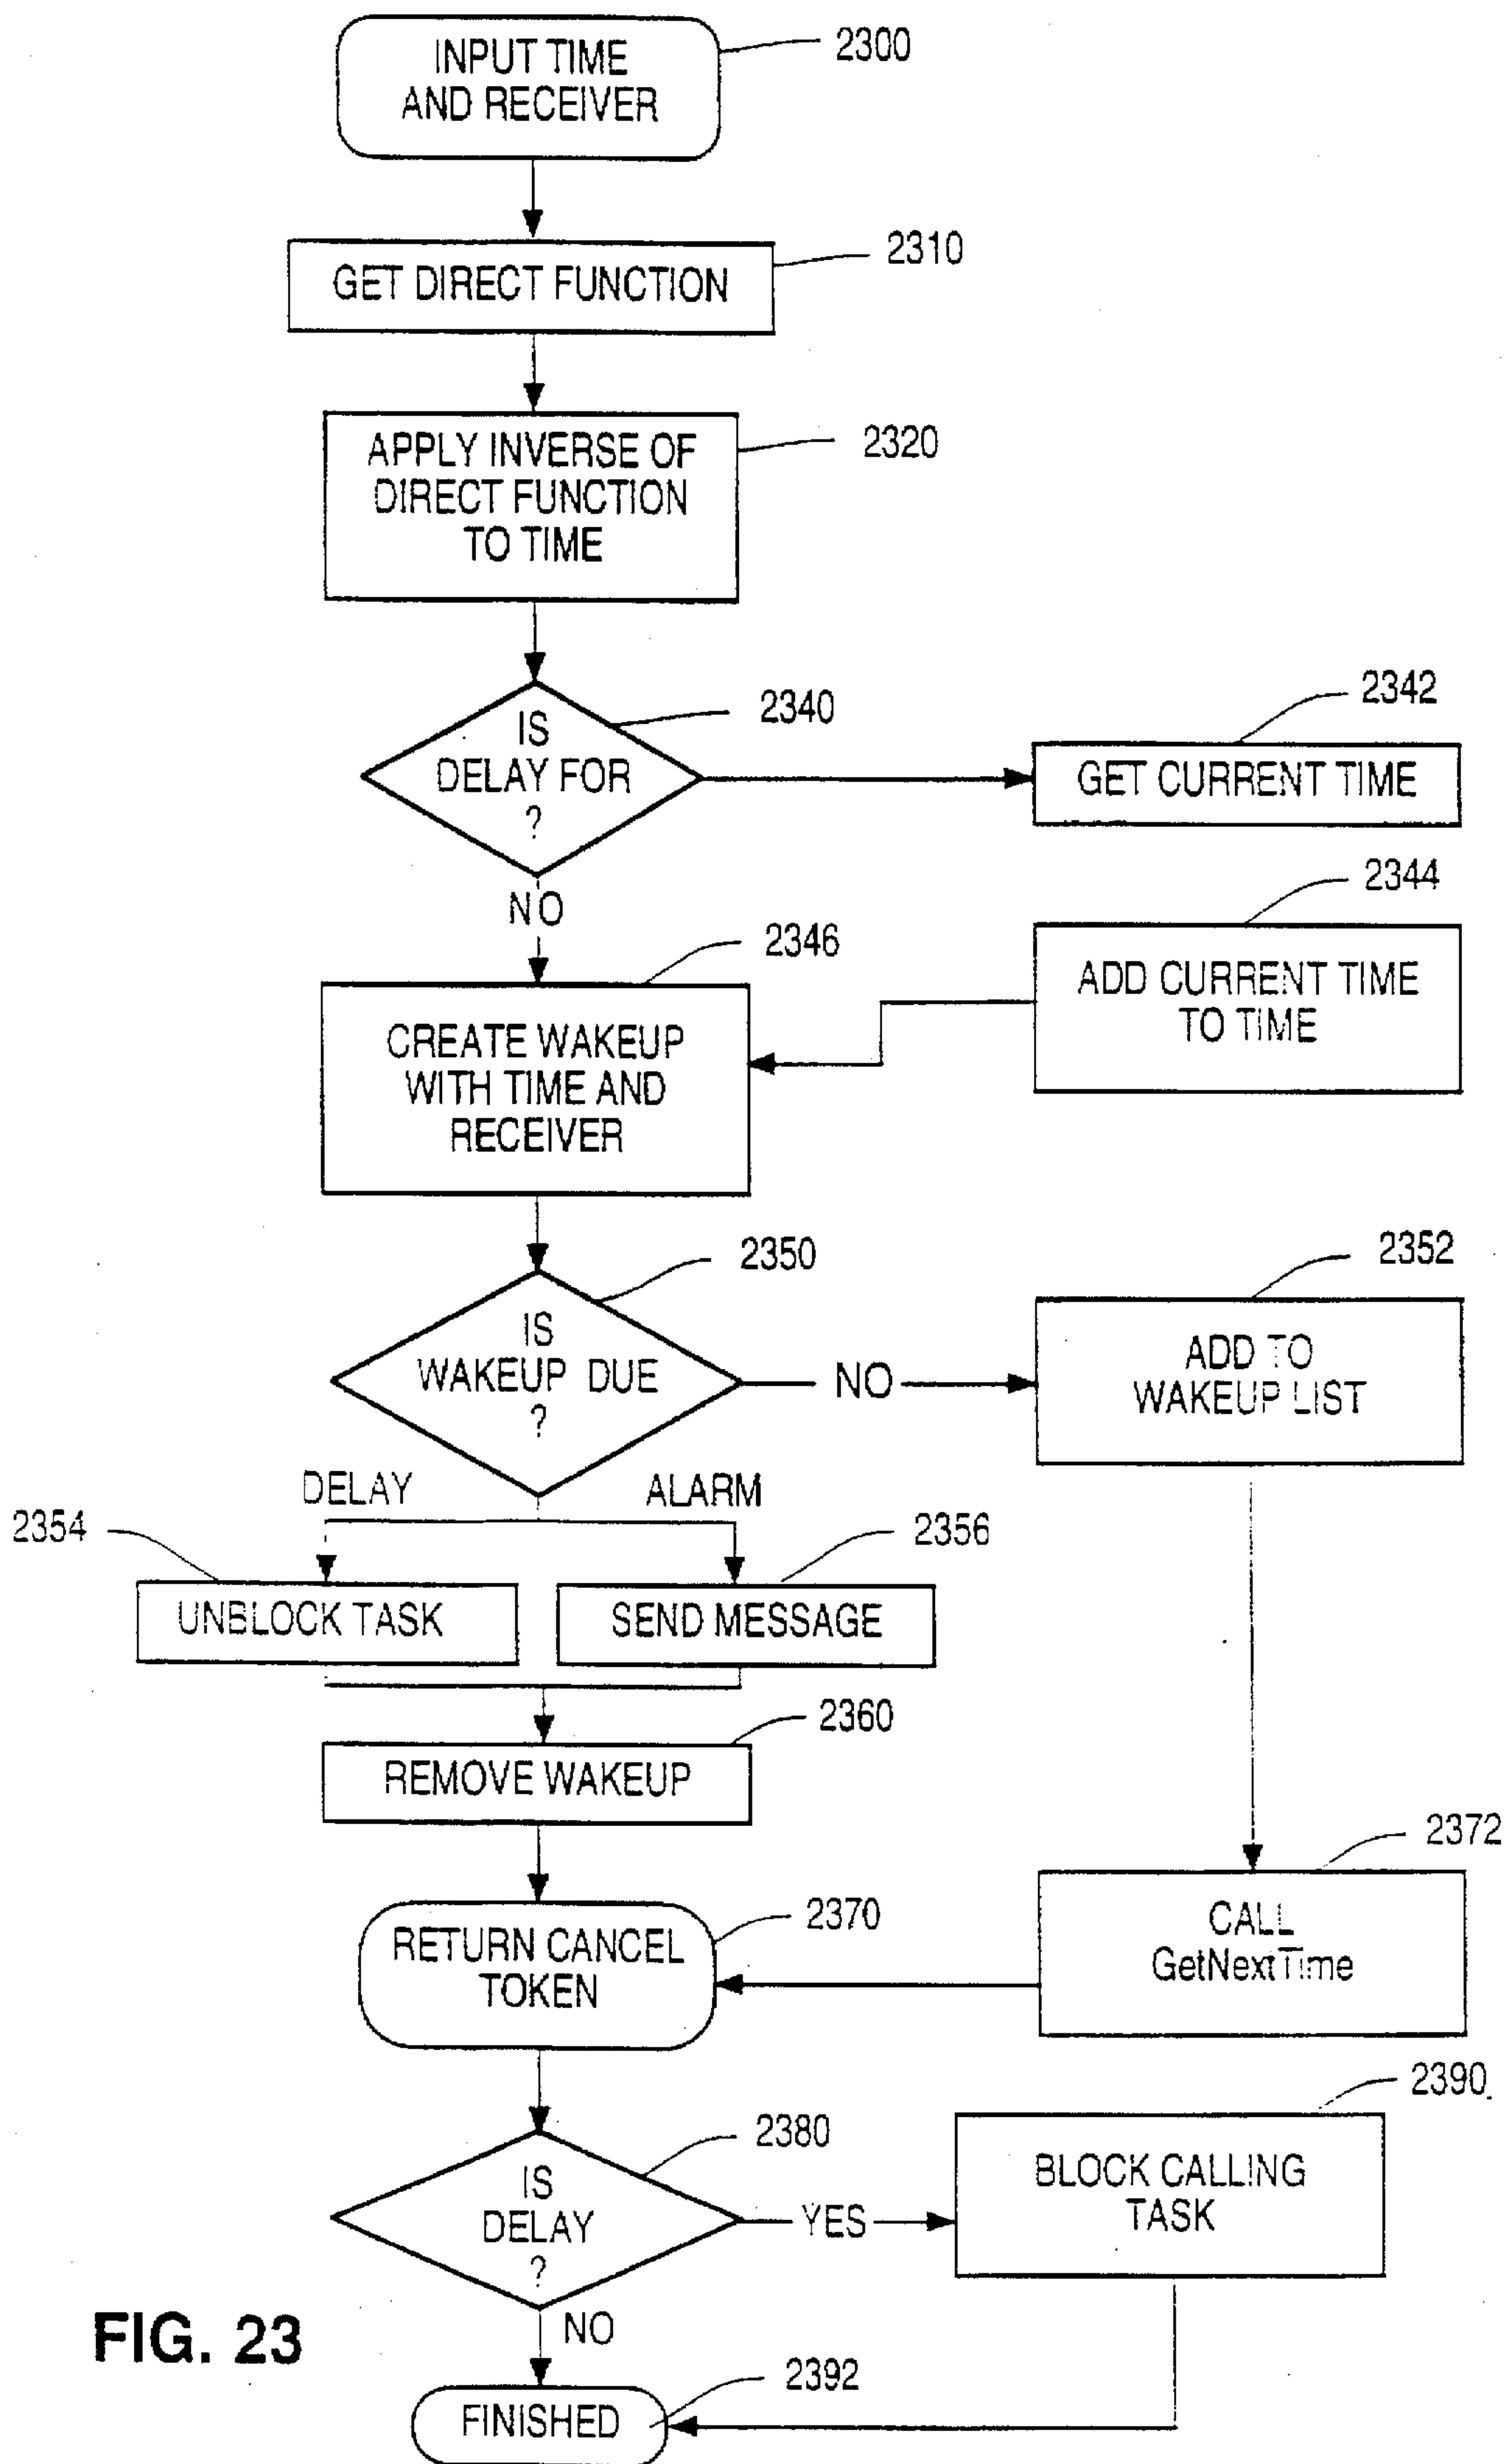 INPUT TIME
AND RECEIVER
2300
GET DIRECT FUNCTION
2310
APPLY INVERSE OF
DIRECT FUNCTION
TO TIME
2320
IS
DELAY FOR
?
2340
2342
GET CURRENT TIME
NO
2344
ADD CURRENT TIME
TO TIME
2346
CREATE WAKEUP
WITH TIME AND
RECEIVER
2350
IS
WAKEUP DUE
?
NO
2352
ADD TO
WAKEUP LIST
DELAY
ALARM
2354
2356
UNBLOCK TASK
SEND MESSAGE
2360
REMOVE WAKEUP
2372
CALL
GetNextTime
2370
RETURN CANCEL
TOKEN
2380
IS
DELAY
?
YES
2390
BLOCK CALLING
TASK
NO
FIG. 23
2392
FINISHED